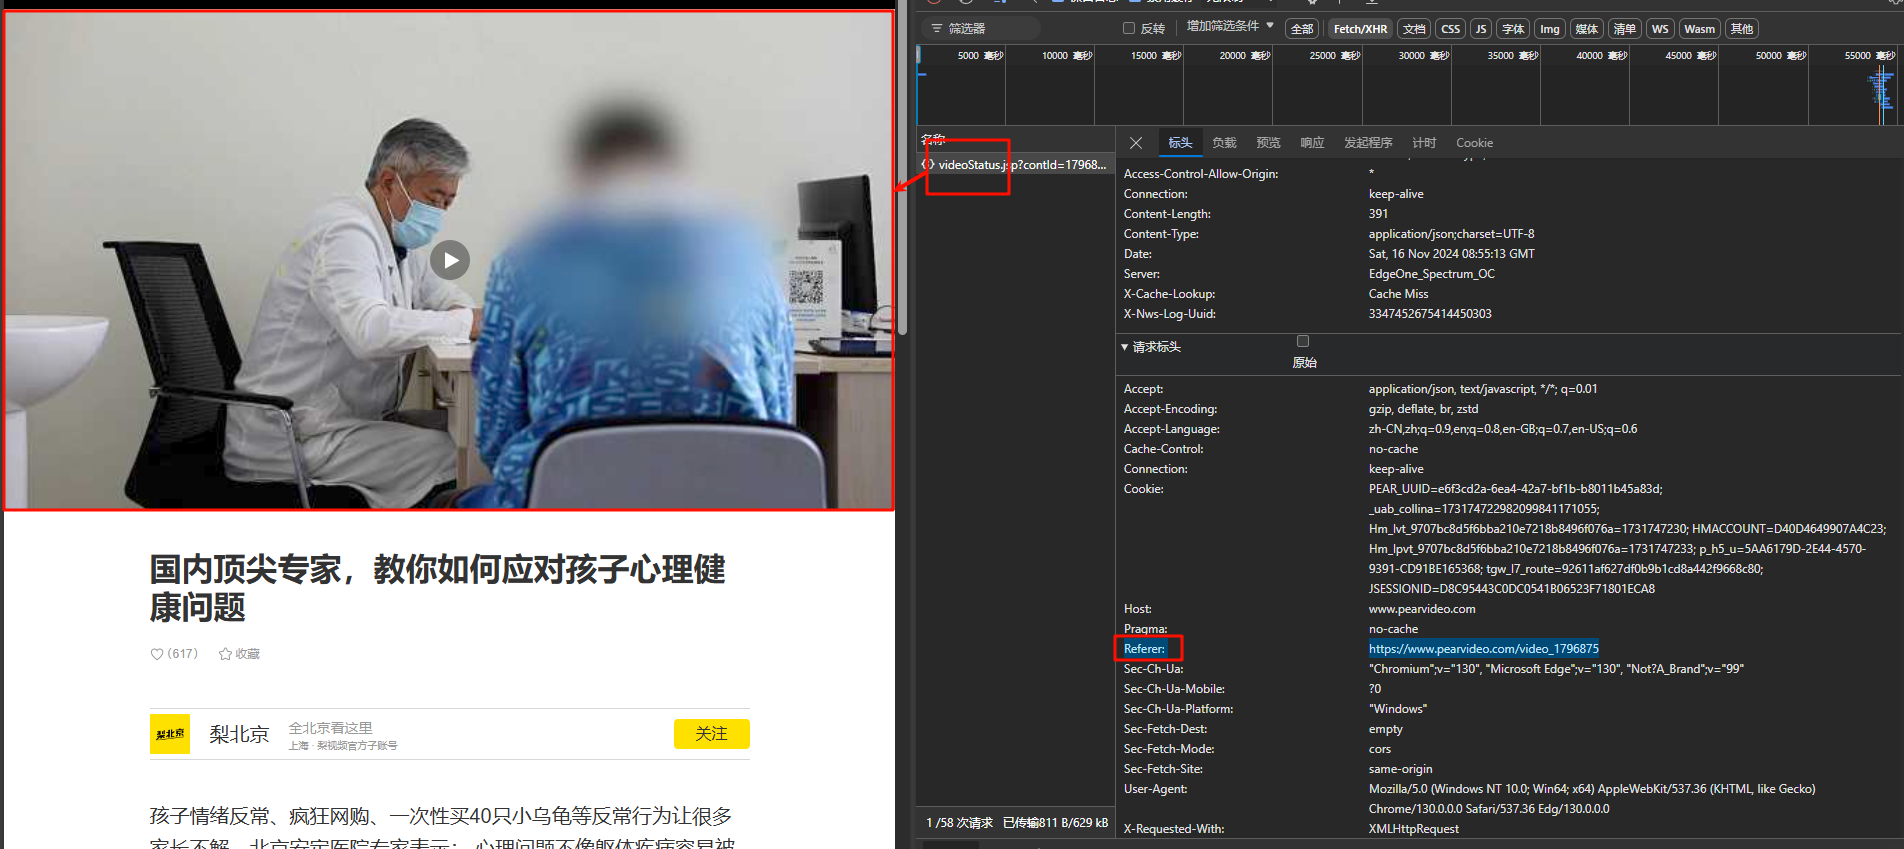 国内顶尖专家，教你如何应对孩子心理健
康问题
(617) 收藏
梨北京
梨北京
全北京看这里
上海 · 梨视频官方子账号
关注
孩子情绪反常、疯狂网购、一次性买40只小乌龟等反常行为让很多
筛选器
反转
增加筛选条件
全部 Fetch/XHR 文档 CSS JS 字体 Img 媒体 清单 WS Wasm 其他
5000 毫秒 10000 毫秒 15000 毫秒 20000 毫秒 25000 毫秒 30000 毫秒 35000 毫秒 40000 毫秒 45000 毫秒 50000 毫秒 55000 毫秒
名称
videoStatus.jsp?contId=17968...
标头 负载 预览 响应 发起程序 计时 Cookie
Access-Control-Allow-Origin: *
Connection: keep-alive
Content-Length: 391
Content-Type: application/json;charset=UTF-8
Date: Sat, 16 Nov 2024 08:55:13 GMT
Server: EdgeOne_Spectrum_OC
X-Cache-Lookup: Cache Miss
X-Nws-Log-Uuid: 3347452675414450303
请求标头
原始
Accept: application/json, text/javascript, */*; q=0.01
Accept-Encoding: gzip, deflate, br, zstd
Accept-Language: zh-CN,zh;q=0.9,en;q=0.8,en-GB;q=0.7,en-US;q=0.6
Cache-Control: no-cache
Connection: keep-alive
Cookie: PEAR_UUID=e6f3cd2a-6ea4-42a7-bf1b-b8011b45a83d;
_uab_collina=173174722982099841171055;
Hm_lvt_9707bc8d5f6bba210e7218b8496f076a=1731747230; HMACCOUNT=D40D4649907A4C23;
Hm_lpvt_9707bc8d5f6bba210e7218b8496f076a=1731747233; p_h5_u=5AA6179D-2E44-4570-
9391-CD91BE165368; tgw_l7_route=92611af627df0b9b1cd8a442f9668c80;
JSESSIONID=D8C95443C0DC0541B06523F71801ECA8
Host: www.pearvideo.com
Pragma: no-cache
Referer: https://www.pearvideo.com/video_1796875
Sec-Ch-Ua: "Chromium";v="130", "Microsoft Edge";v="130", "Not?A_Brand";v="99"
Sec-Ch-Ua-Mobile: ?0
Sec-Ch-Ua-Platform: "Windows"
Sec-Fetch-Dest: empty
Sec-Fetch-Mode: cors
Sec-Fetch-Site: same-origin
User-Agent: Mozilla/5.0 (Windows NT 10.0; Win64; x64) AppleWebKit/537.36 (KHTML, like Gecko)
Chrome/130.0.0.0 Safari/537.36 Edg/130.0.0.0
X-Requested-With: XMLHttpRequest
1 /58 次请求 已传输811 B/629 kB